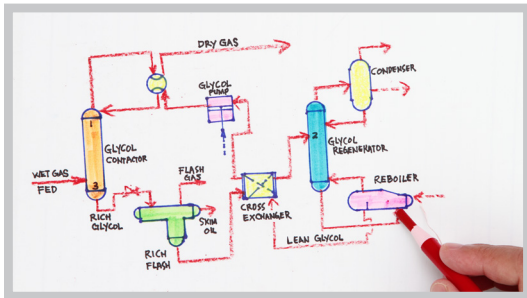 DRY GAS
GLYCOL
PUMP
CONDENSER
1
GLYCOL
CONTACTOR
3
2
GLYCOL
REGENERATOR
WET GAS
FED
FLASH
GAS
REBOILER
RICH
GLYCOL
SKIM
OIL
CROSS
EXCHANGER
LEAN GLYCOL
RICH
FLASH